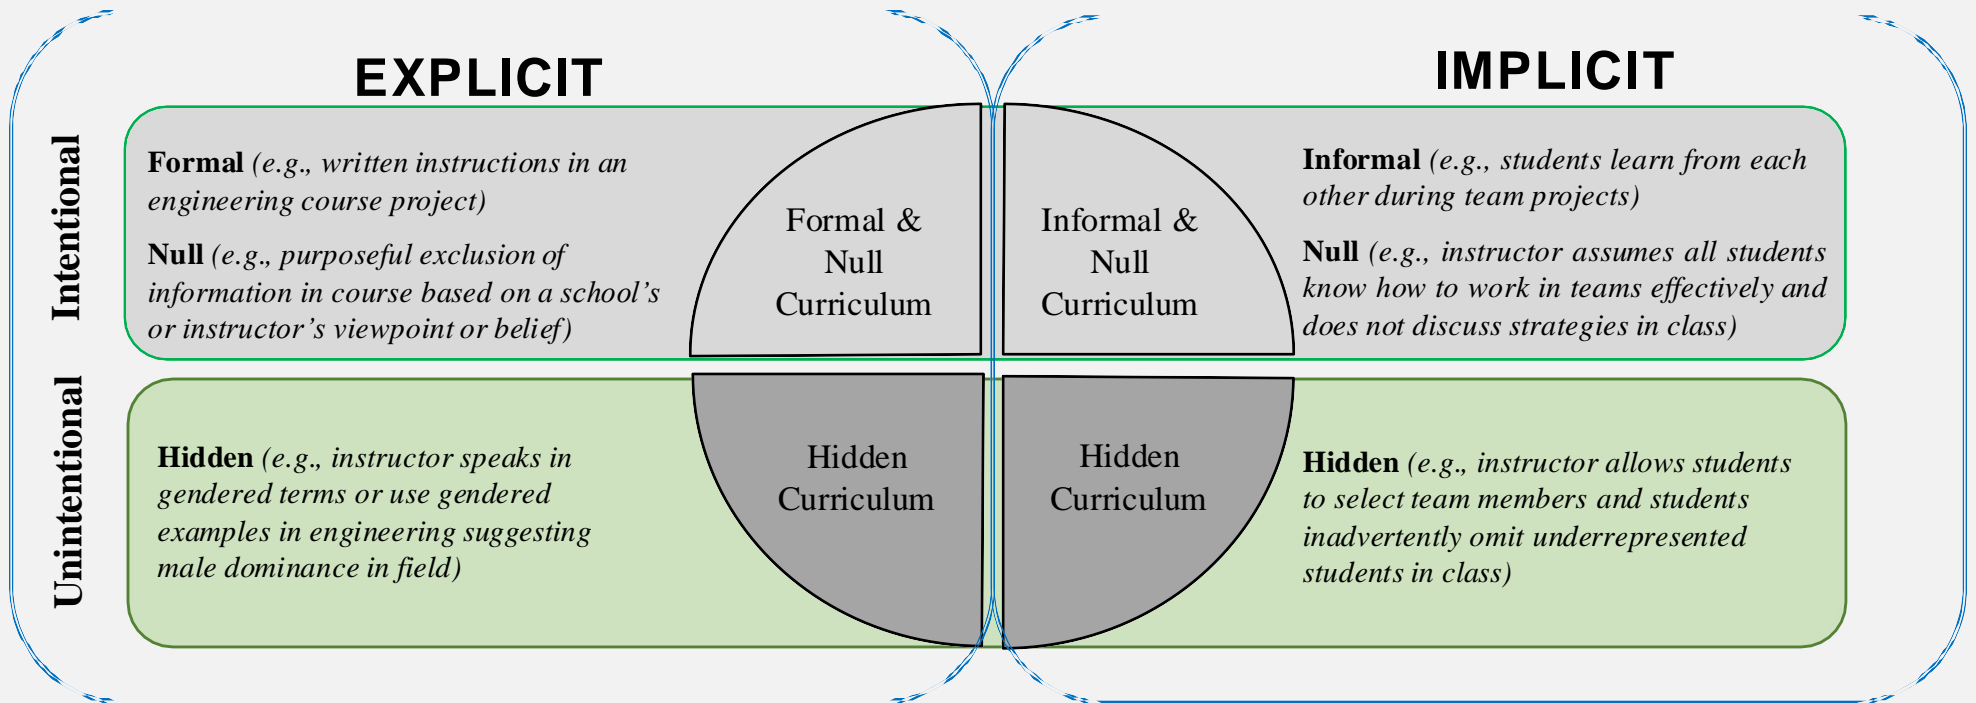 EXPLICIT
IMPLICIT
Intentional
Formal (e.g., written instructions in an
engineering course project)
Null (e.g., purposeful exclusion of
information in course based on a school’s
or instructor’s viewpoint or belief)
Formal &
Null
Curriculum
Informal &
Null
Curriculum
Informal (e.g., students learn from each
other during team projects)
Null (e.g., instructor assumes all students
know how to work in teams effectively and
does not discuss strategies in class)
Unintentional
Hidden (e.g., instructor speaks in
gendered terms or use gendered
examples in engineering suggesting
male dominance in field)
Hidden
Curriculum
Hidden
Curriculum
Hidden (e.g., instructor allows students
to select team members and students
inadvertently omit underrepresented
students in class)